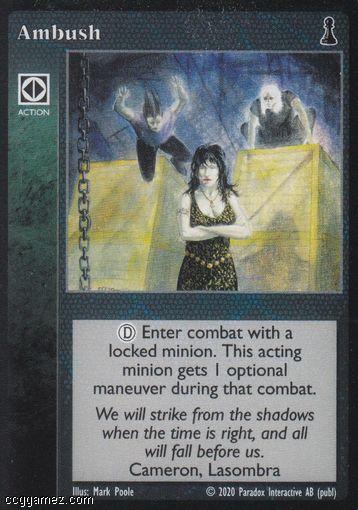 Ambush
ACTION
D Enter combat with a
locked minion. This acting
minion gets 1 optional
maneuver during that combat.
We will strike from the shadows
when the time is right, and all
will fall before us.
Cameron, Lasombra
Illus: Mark Poole © 2020 Paradox Interactive AB (publ)
ccggamez.com